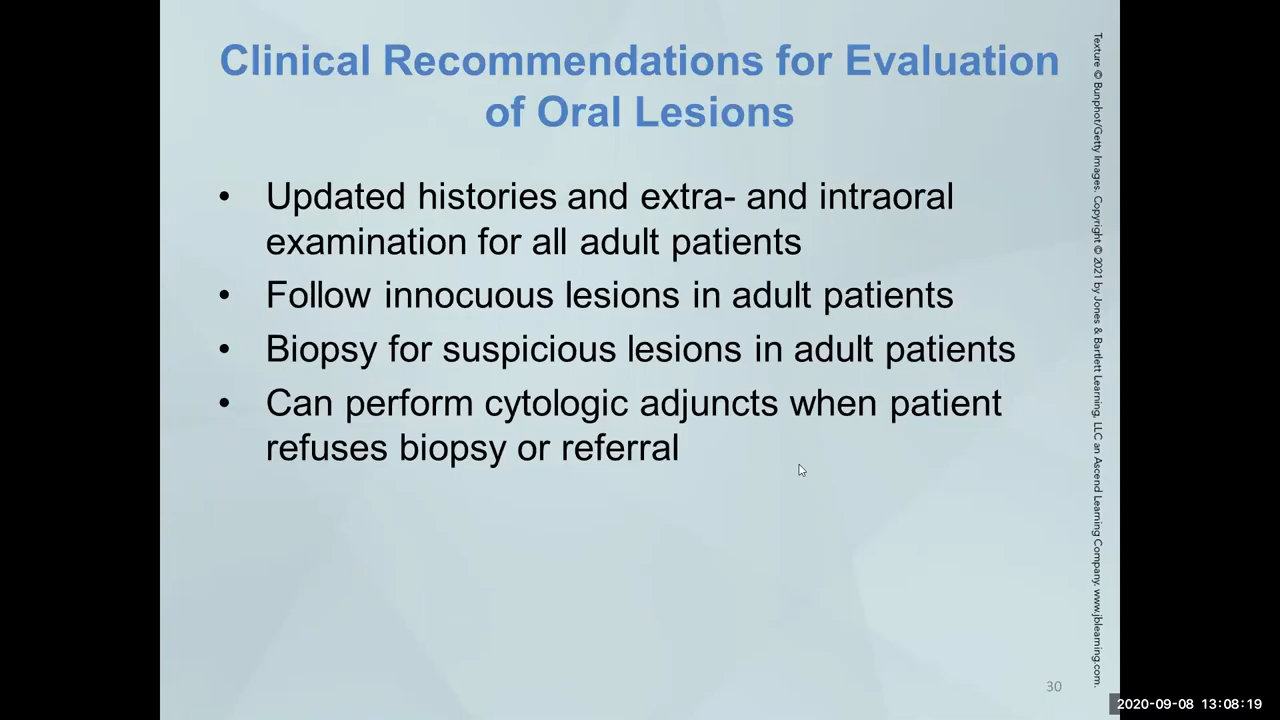 Clinical Recommendations for Evaluation
of Oral Lesions
• Updated histories and extra- and intraoral
examination for all adult patients
• Follow innocuous lesions in adult patients
• Biopsy for suspicious lesions in adult patients
• Can perform cytologic adjuncts when patient
refuses biopsy or referral
Texture © Bunphot/Getty Images. Copyright © 2021 by Jones & Bartlett Learning, LLC an Ascend Learning Company. www.jblearning.com.
30
2020-09-08 13:08:19